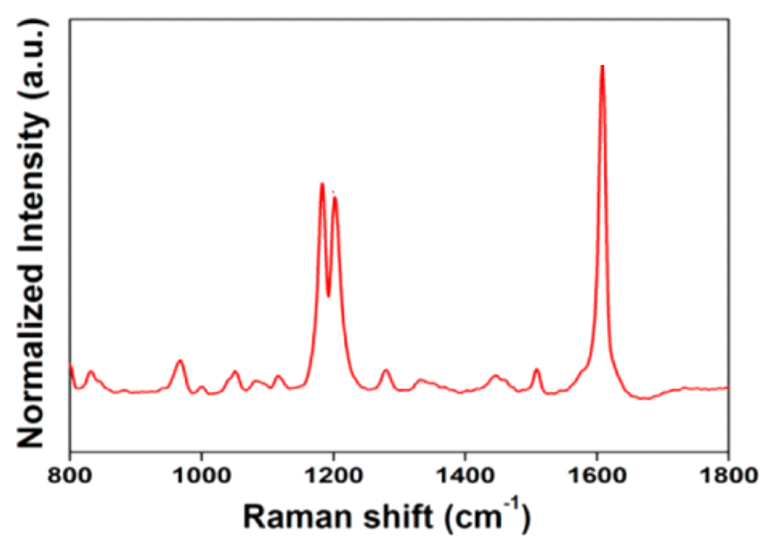 Normalized Intensity (a.u.)
800 1000 1200 1400 1600 1800
Raman shift (cm⁻¹)